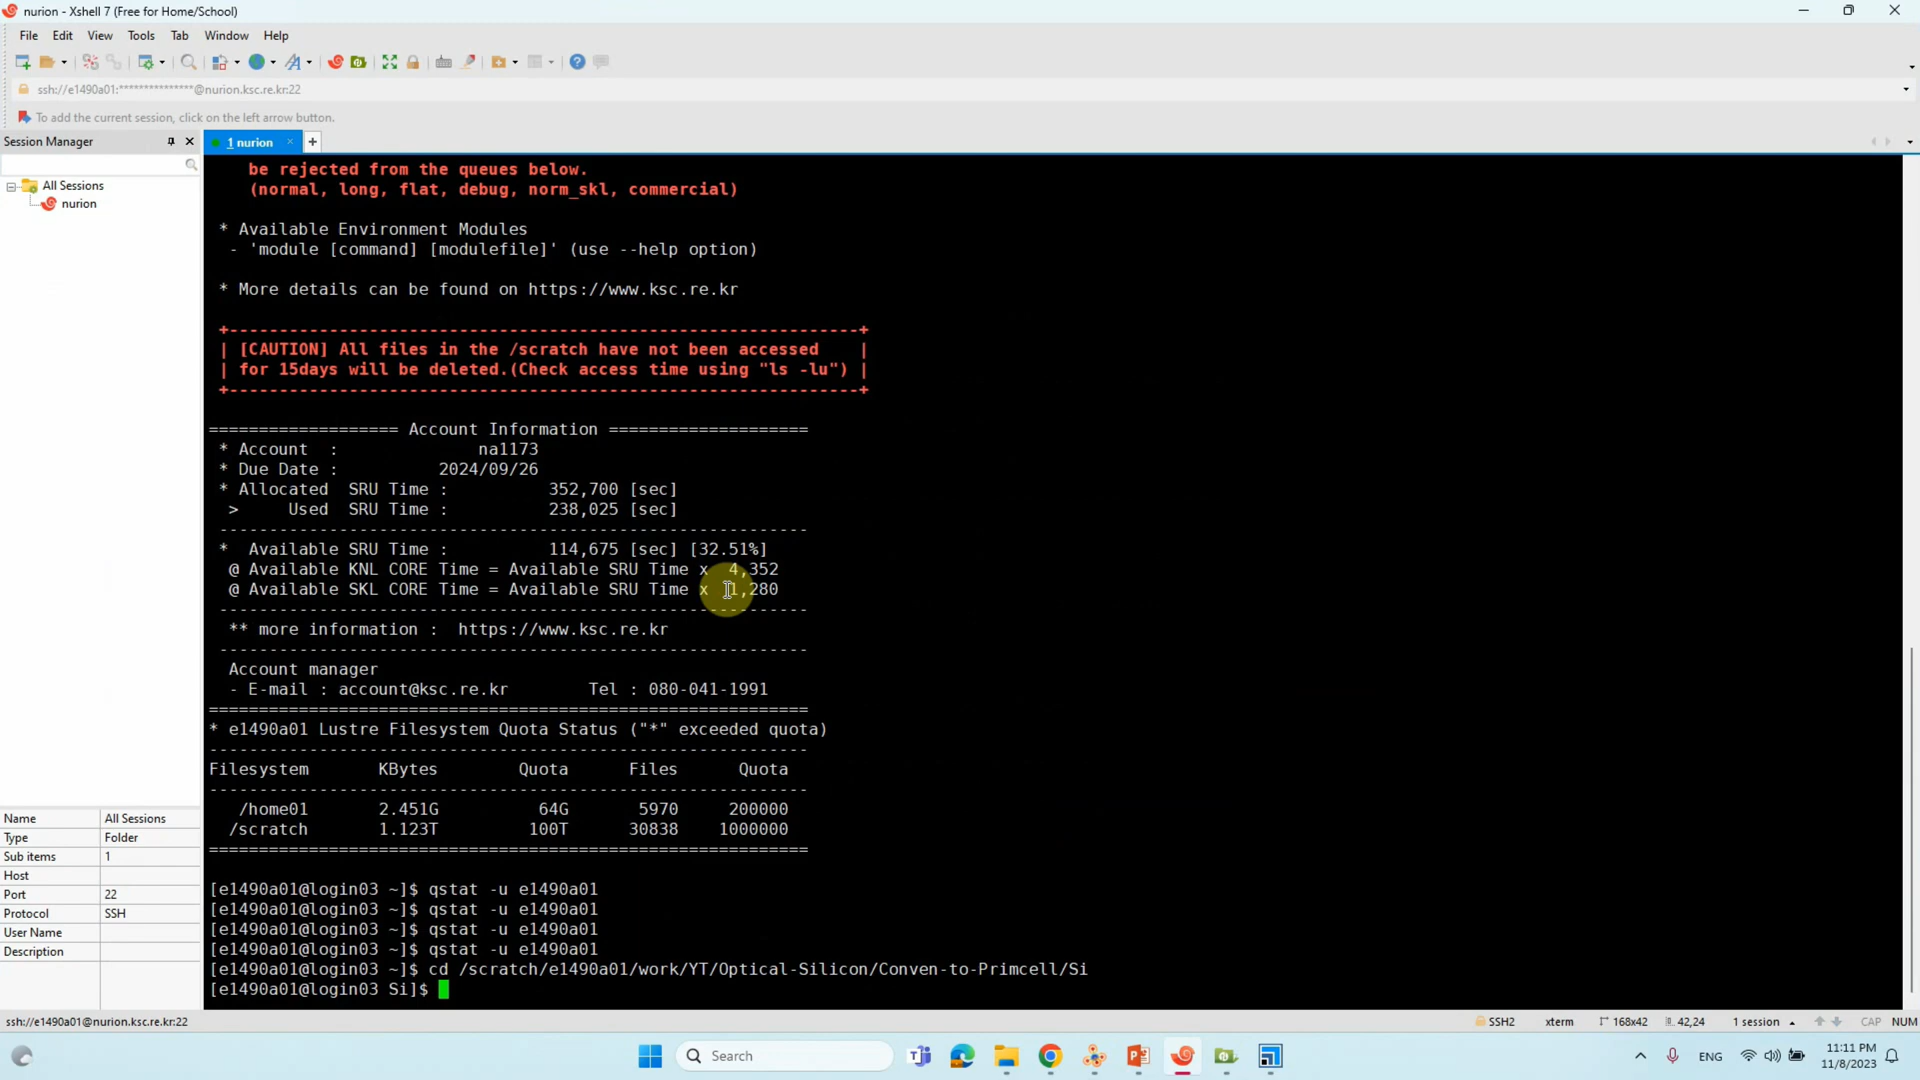 nurion - Xshell 7 (Free for Home/School)
File Edit View Tools Tab Window Help
ssh://e1490a01:***************@nurion.ksc.re.kr:22
To add the current session, click on the left arrow button.
Session Manager
1 nurion
All Sessions
nurion
be rejected from the queues below.
(normal, long, flat, debug, norm_skl, commercial)
* Available Environment Modules
- 'module [command] [modulefile]' (use --help option)
* More details can be found on https://www.ksc.re.kr
+---------------------------------------------------------------+
| [CAUTION] All files in the /scratch have not been accessed |
| for 15days will be deleted.(Check access time using "ls -lu") |
+---------------------------------------------------------------+
=================== Account Information ====================
* Account : na1173
* Due Date : 2024/09/26
* Allocated SRU Time : 352,700 [sec]
> Used SRU Time : 238,025 [sec]
-----------------------------------------------------------
* Available SRU Time : 114,675 [sec] [32.51%]
@ Available KNL CORE Time = Available SRU Time x 4,352
@ Available SKL CORE Time = Available SRU Time x 1,280
-----------------------------------------------------------
** more information : https://www.ksc.re.kr
-----------------------------------------------------------
Account manager
- E-mail : account@ksc.re.kr Tel : 080-041-1991
============================================================
* e1490a01 Lustre Filesystem Quota Status ("*" exceeded quota)
------------------------------------------------------------
Filesystem KBytes Quota Files Quota
------------------------------------------------------------
/home01 2.451G 64G 5970 200000
/scratch 1.123T 100T 30838 1000000
============================================================
[e1490a01@login03 ~]$ qstat -u e1490a01
[e1490a01@login03 ~]$ qstat -u e1490a01
[e1490a01@login03 ~]$ qstat -u e1490a01
[e1490a01@login03 ~]$ qstat -u e1490a01
[e1490a01@login03 ~]$ cd /scratch/e1490a01/work/YT/Optical-Silicon/Conven-to-Primcell/Si
[e1490a01@login03 Si]$
Name All Sessions
Type Folder
Sub items 1
Host
Port 22
Protocol SSH
User Name
Description
ssh://e1490a01@nurion.ksc.re.kr:22
SSH2 xterm 168x42 42,24 1 session CAP NUM
Search
ENG
11:11 PM
11/8/2023